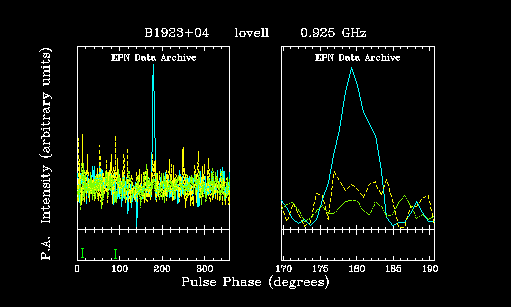 B1923+04 lovell 0.925 GHz
EPN Data Archive EPN Data Archive
P.A. Intensity (arbitrary units)
0 100 200 300 170 175 180 185 190
Pulse Phase (degrees)